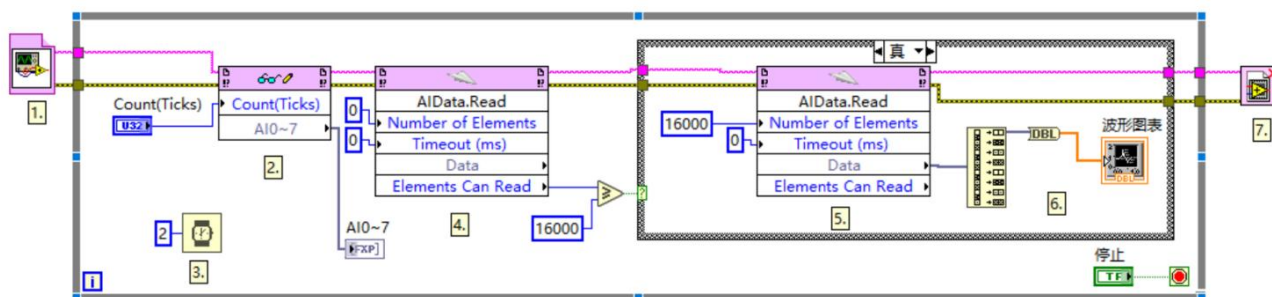 1.
Count(Ticks)
U32
Count(Ticks)
AI0~7
2.
2
3.
AI0~7
FXP
0
0
AIData.Read
Number of Elements
Timeout (ms)
Data
Elements Can Read
4.
16000
?
真
16000
0
AIData.Read
Number of Elements
Timeout (ms)
Data
Elements Can Read
5.
DBL
6.
波形图表
DBL
停止
TF
i
7.